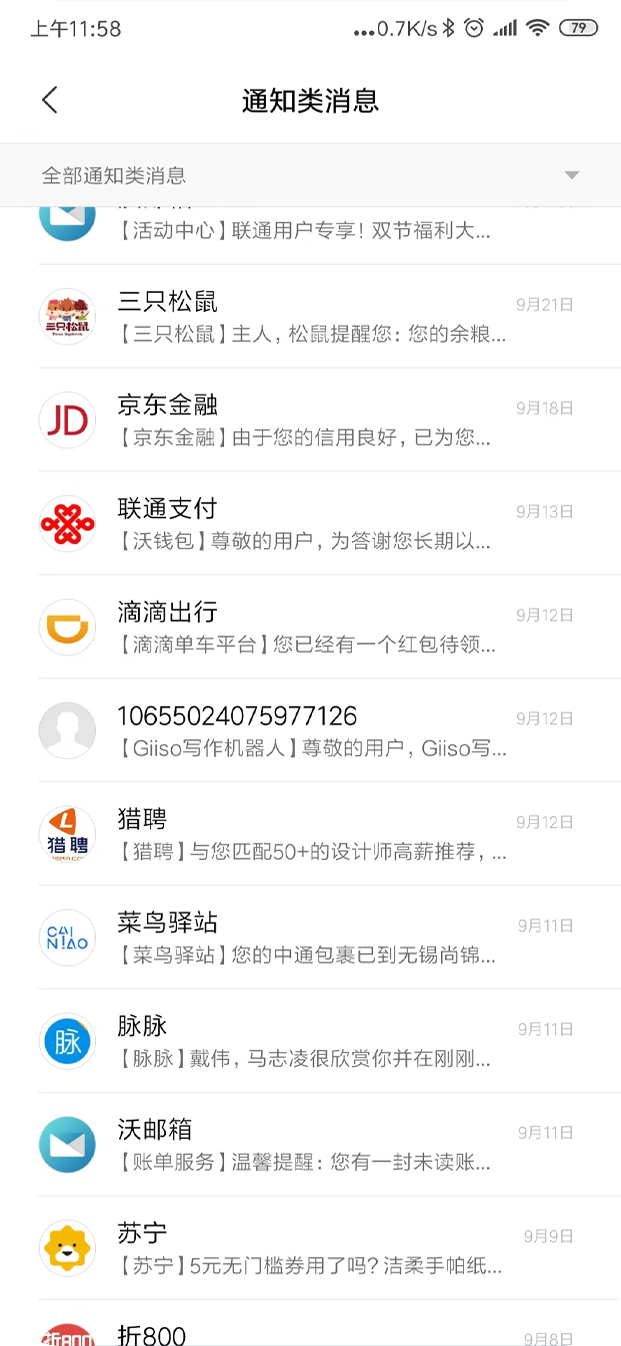 上午11:58
...0.7K/s
79
通知类消息
全部通知类消息
【活动中心】联通用户专享！双节福利大...
三只松鼠
三只松鼠
9月21日
【三只松鼠】主人，松鼠提醒您：您的余粮...
JD
京东金融
9月18日
【京东金融】由于您的信用良好，已为您...
联通支付
9月13日
【沃钱包】尊敬的用户，为答谢您长期以...
滴滴出行
9月12日
【滴滴单车平台】您已经有一个红包待领...
10655024075977126
9月12日
【Giiso写作机器人】尊敬的用户，Giiso写...
猎聘
猎聘
9月12日
【猎聘】与您匹配50+的设计师高薪推荐，...
CAI
NIAO
菜鸟驿站
9月11日
【菜鸟驿站】您的中通包裹已到无锡尚锦...
脉
脉脉
9月11日
【脉脉】戴伟，马志凌很欣赏你并在刚刚...
沃邮箱
9月11日
【账单服务】温馨提醒：您有一封未读账...
苏宁
9月9日
【苏宁】5元无门槛券用了吗？洁柔手帕纸...
折800
折800
9月8日